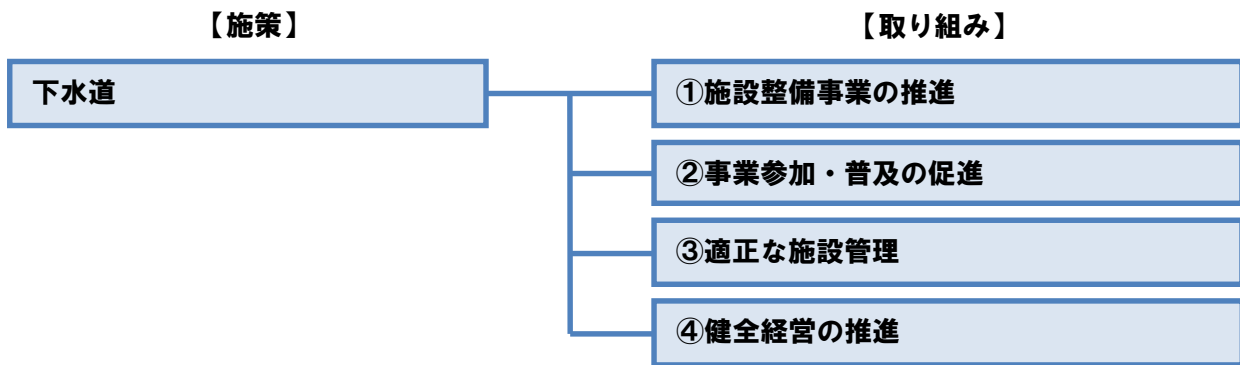 【施策】
【取り組み】
下水道
①施設整備事業の推進
②事業参加・普及の促進
③適正な施設管理
④健全経営の推進